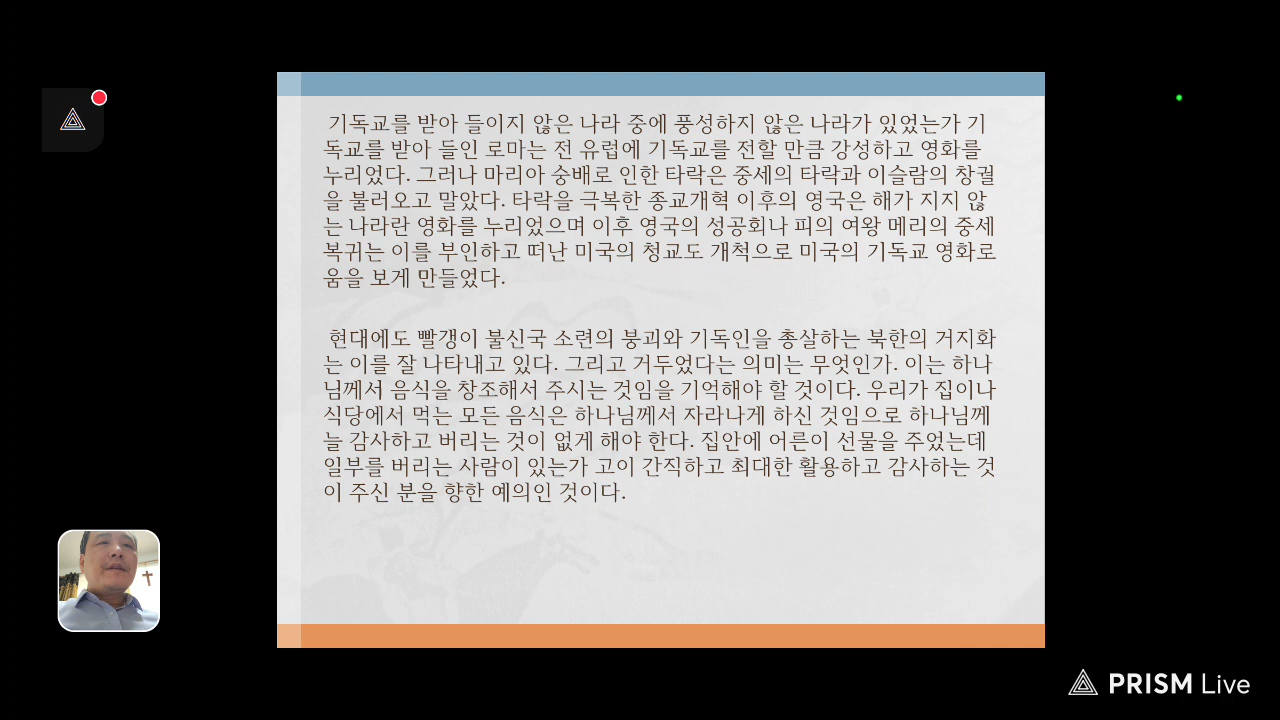 기독교를 받아 들이지 않은 나라 중에 풍성하지 않은 나라가 있었는가 기
독교를 받아 들인 로마는 전 유럽에 기독교를 전할 만큼 강성하고 영화를
누리었다. 그러나 마리아 숭배로 인한 타락은 중세의 타락과 이슬람의 창궐
을 불러오고 말았다. 타락을 극복한 종교개혁 이후의 영국은 해가 지지 않
는 나라란 영화를 누리었으며 이후 영국의 성공회나 피의 여왕 메리의 중세
복귀는 이를 부인하고 떠난 미국의 청교도 개척으로 미국의 기독교 영화로
움을 보게 만들었다.
현대에도 빨갱이 불신국 소련의 붕괴와 기독인을 총살하는 북한의 거지화
는 이를 잘 나타내고 있다. 그리고 거두었다는 의미는 무엇인가. 이는 하나
님께서 음식을 창조해서 주시는 것임을 기억해야 할 것이다. 우리가 집이나
식당에서 먹는 모든 음식은 하나님께서 자라나게 하신 것임으로 하나님께
늘 감사하고 버리는 것이 없게 해야 한다. 집안에 어른이 선물을 주었는데
일부를 버리는 사람이 있는가 고이 간직하고 최대한 활용하고 감사하는 것
이 주신 분을 향한 예의인 것이다.
PRISM Live